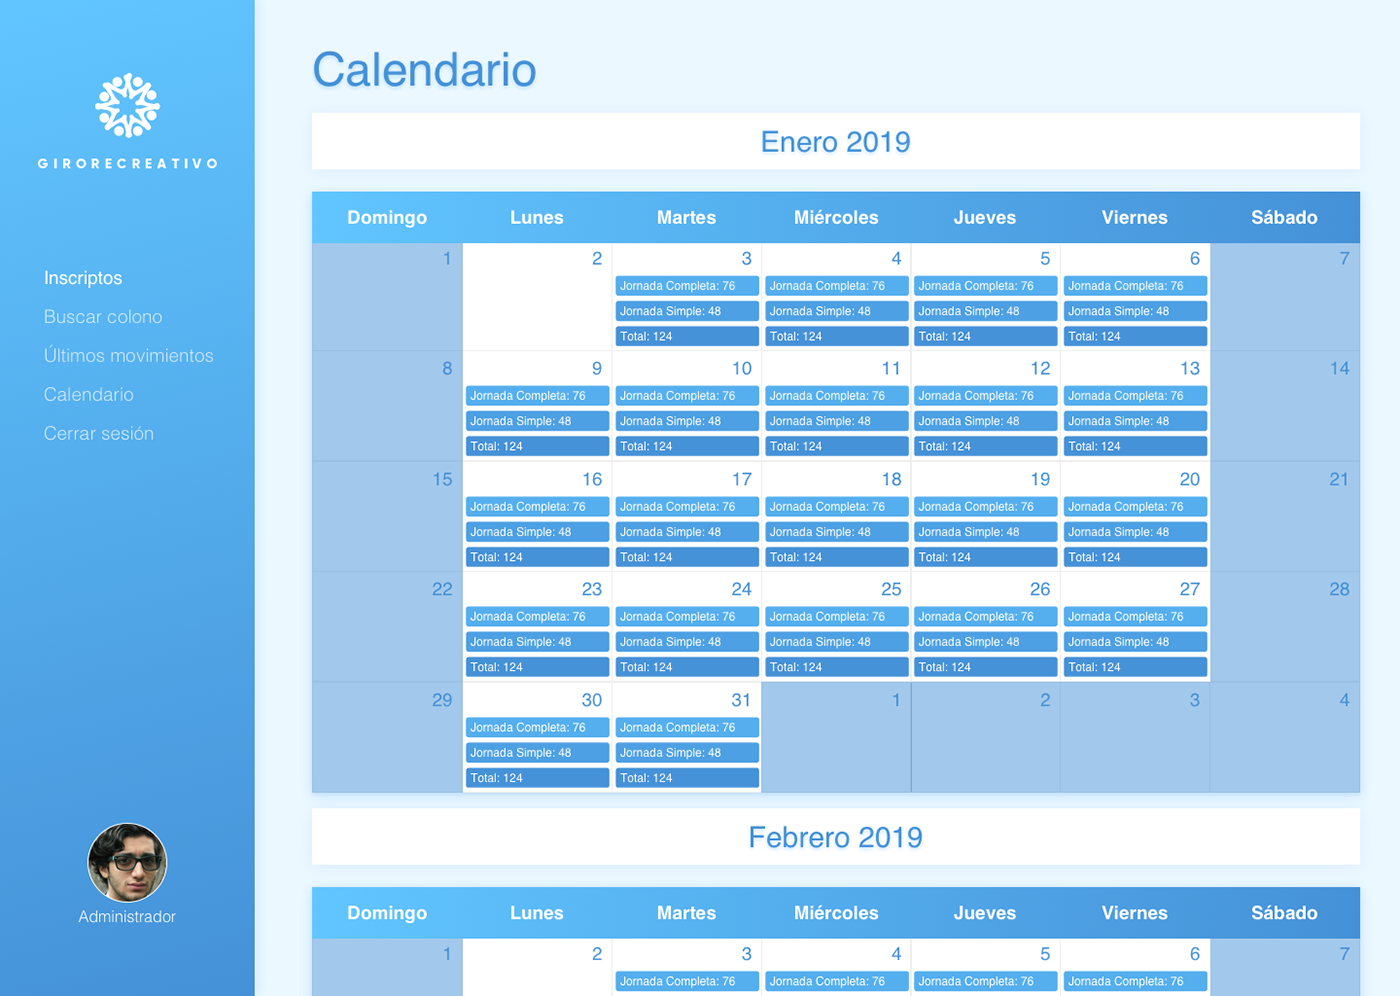 GIRORECREATIVO
Inscriptos
Buscar colono
Últimos movimientos
Calendario
Cerrar sesión
Administrador
Calendario
Enero 2019
Domingo Lunes Martes Miércoles Jueves Viernes Sábado
1 2 3 4 5 6 7
Jornada Completa: 76 Jornada Completa: 76 Jornada Completa: 76 Jornada Completa: 76
Jornada Simple: 48 Jornada Simple: 48 Jornada Simple: 48 Jornada Simple: 48
Total: 124 Total: 124 Total: 124 Total: 124
8 9 10 11 12 13 14
Jornada Completa: 76 Jornada Completa: 76 Jornada Completa: 76 Jornada Completa: 76 Jornada Completa: 76
Jornada Simple: 48 Jornada Simple: 48 Jornada Simple: 48 Jornada Simple: 48 Jornada Simple: 48
Total: 124 Total: 124 Total: 124 Total: 124 Total: 124
15 16 17 18 19 20 21
Jornada Completa: 76 Jornada Completa: 76 Jornada Completa: 76 Jornada Completa: 76 Jornada Completa: 76
Jornada Simple: 48 Jornada Simple: 48 Jornada Simple: 48 Jornada Simple: 48 Jornada Simple: 48
Total: 124 Total: 124 Total: 124 Total: 124 Total: 124
22 23 24 25 26 27 28
Jornada Completa: 76 Jornada Completa: 76 Jornada Completa: 76 Jornada Completa: 76 Jornada Completa: 76
Jornada Simple: 48 Jornada Simple: 48 Jornada Simple: 48 Jornada Simple: 48 Jornada Simple: 48
Total: 124 Total: 124 Total: 124 Total: 124 Total: 124
29 30 31 1 2 3 4
Jornada Completa: 76 Jornada Completa: 76
Jornada Simple: 48 Jornada Simple: 48
Total: 124 Total: 124
Febrero 2019
Domingo Lunes Martes Miércoles Jueves Viernes Sábado
1 2 3 4 5 6 7
Jornada Completa: 76 Jornada Completa: 76 Jornada Completa: 76 Jornada Completa: 76